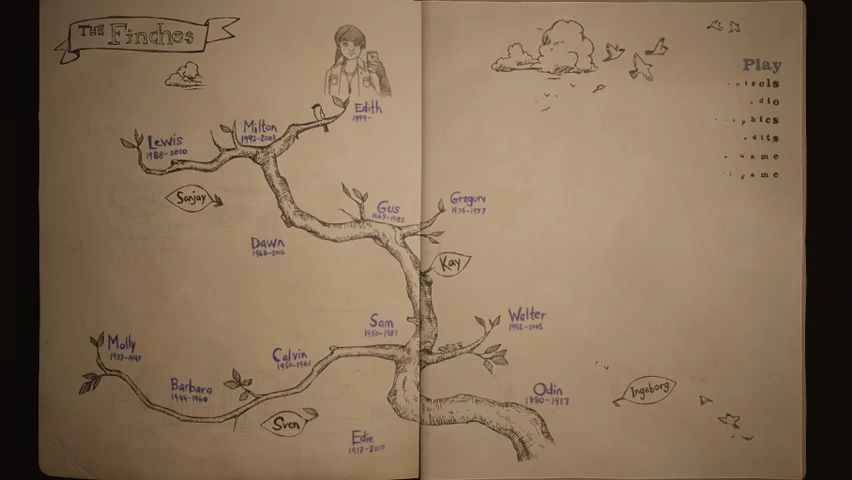 THE Finches
Play
Edith
1999-
Milton
1992-2003
Lewis
1988-2010
Sanjay
Gus
1969-1982
Gregory
1976-1977
Dawn
1968-2016
Kay
Sam
1950-1983
Walter
1952-2005
Molly
1937-1947
Calvin
1950-1961
Barbara
1944-1960
Odin
1880-1937
Ingeborg
Sven
Edie
1917-2010